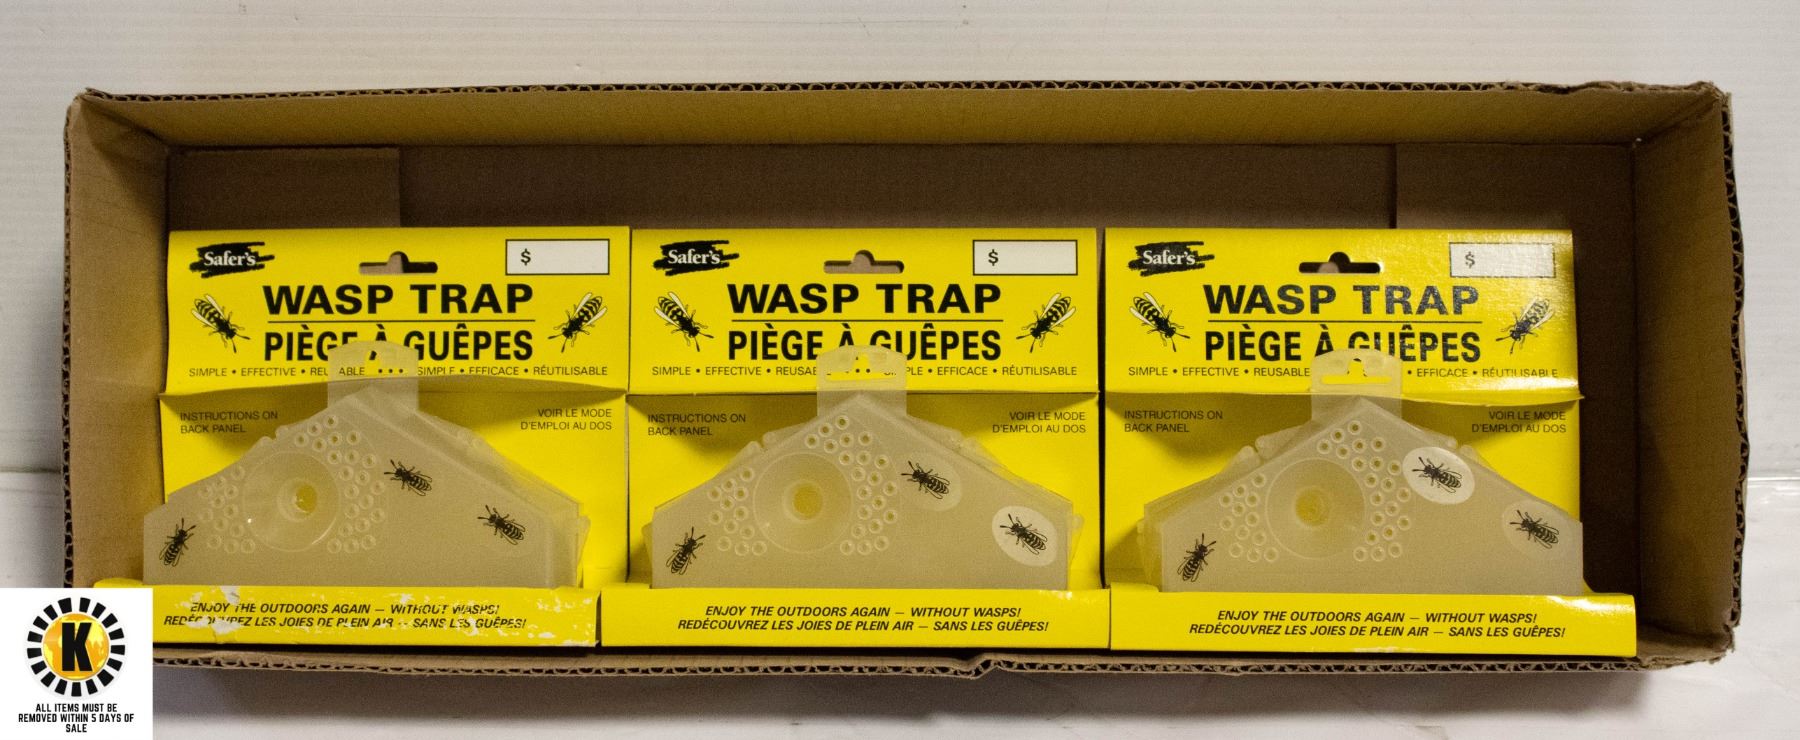 Safer's
$
WASP TRAP
PIÈGE À GUÊPES
SIMPLE • EFFECTIVE • REUSABLE SIMPLE • EFFICACE • RÉUTILISABLE
INSTRUCTIONS ON
BACK PANEL
VOIR LE MODE
D'EMPLOI AU DOS
ENJOY THE OUTDOORS AGAIN — WITHOUT WASPS!
REDÉCOUVREZ LES JOIES DE PLEIN AIR — SANS LES GUÊPES!
Safer's
$
WASP TRAP
PIÈGE À GUÊPES
SIMPLE • EFFECTIVE • • EFFICACE • RÉUTILISABLE
INSTRUCTIONS ON
BACK PANEL
VOIR LE MODE
D'EMPLOI AU DOS
ENJOY THE OUTDOORS AGAIN — WITHOUT WASPS!
REDÉCOUVREZ LES JOIES DE PLEIN AIR — SANS LES GUÊPES!
Safer's
$
WASP TRAP
PIÈGE À GUÊPES
SIMPLE • EFFECTIVE • REUSABLE • EFFICACE • RÉUTILISABLE
INSTRUCTIONS ON
BACK PANEL
VOIR LE MODE
D'EMPLOI AU DOS
ENJOY THE OUTDOORS AGAIN — WITHOUT WASPS!
REDÉCOUVREZ LES JOIES DE PLEIN AIR — SANS LES GUÊPES!
K
ALL ITEMS MUST BE
REMOVED WITHIN 5 DAYS OF
SALE